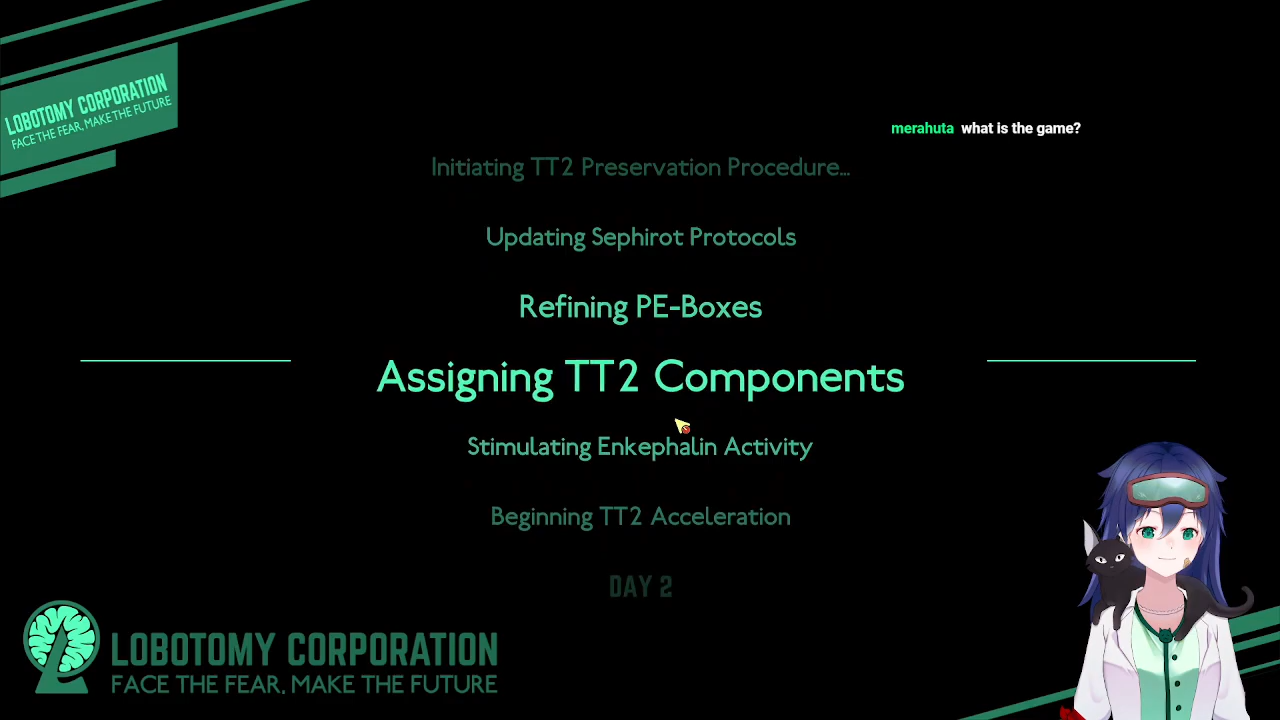 LOBOTOMY CORPORATION
FACE THE FEAR, MAKE THE FUTURE
merahuta what is the game?
Initiating TT2 Preservation Procedure...
Updating Sephirot Protocols
Refining PE-Boxes
Assigning TT2 Components
Stimulating Enkephalin Activity
Beginning TT2 Acceleration
DAY 2
LOBOTOMY CORPORATION
FACE THE FEAR, MAKE THE FUTURE